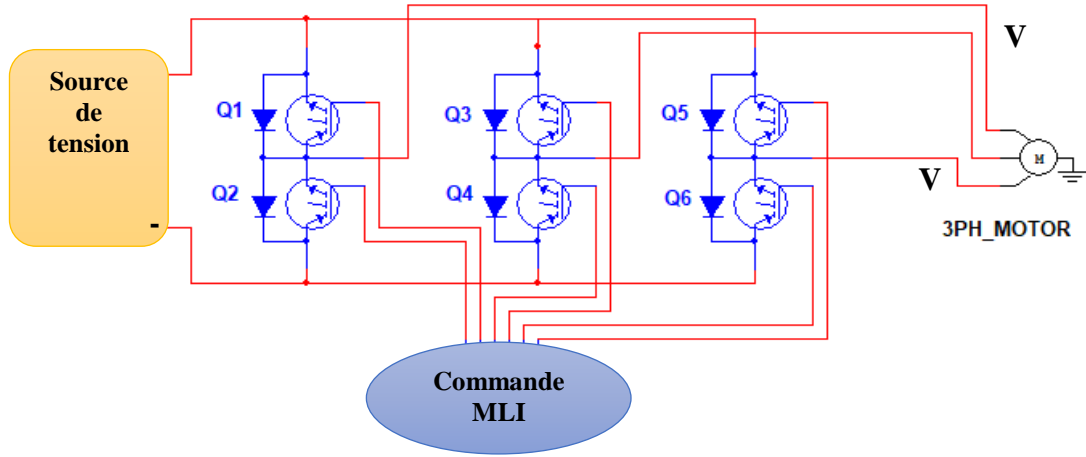 Source
de
tension
-
Q1
Q2
Q3
Q4
Q5
Q6
V
V
M
3PH_MOTOR
Commande
MLI